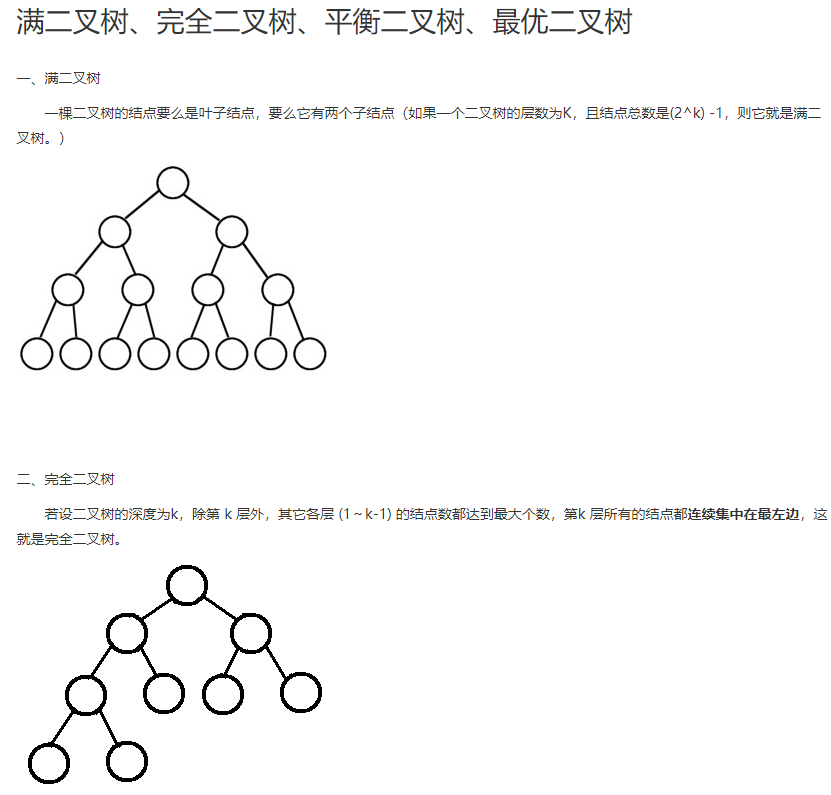 满二叉树、完全二叉树、平衡二叉树、最优二叉树
一、满二叉树
一棵二叉树的结点要么是叶子结点，要么它有两个子结点（如果一个二叉树的层数为K，且结点总数是(2^k) -1，则它就是满二
叉树。）
二、完全二叉树
若设二叉树的深度为k，除第 k 层外，其它各层 (1～k-1) 的结点数都达到最大个数，第k 层所有的结点都连续集中在最左边，这
就是完全二叉树。